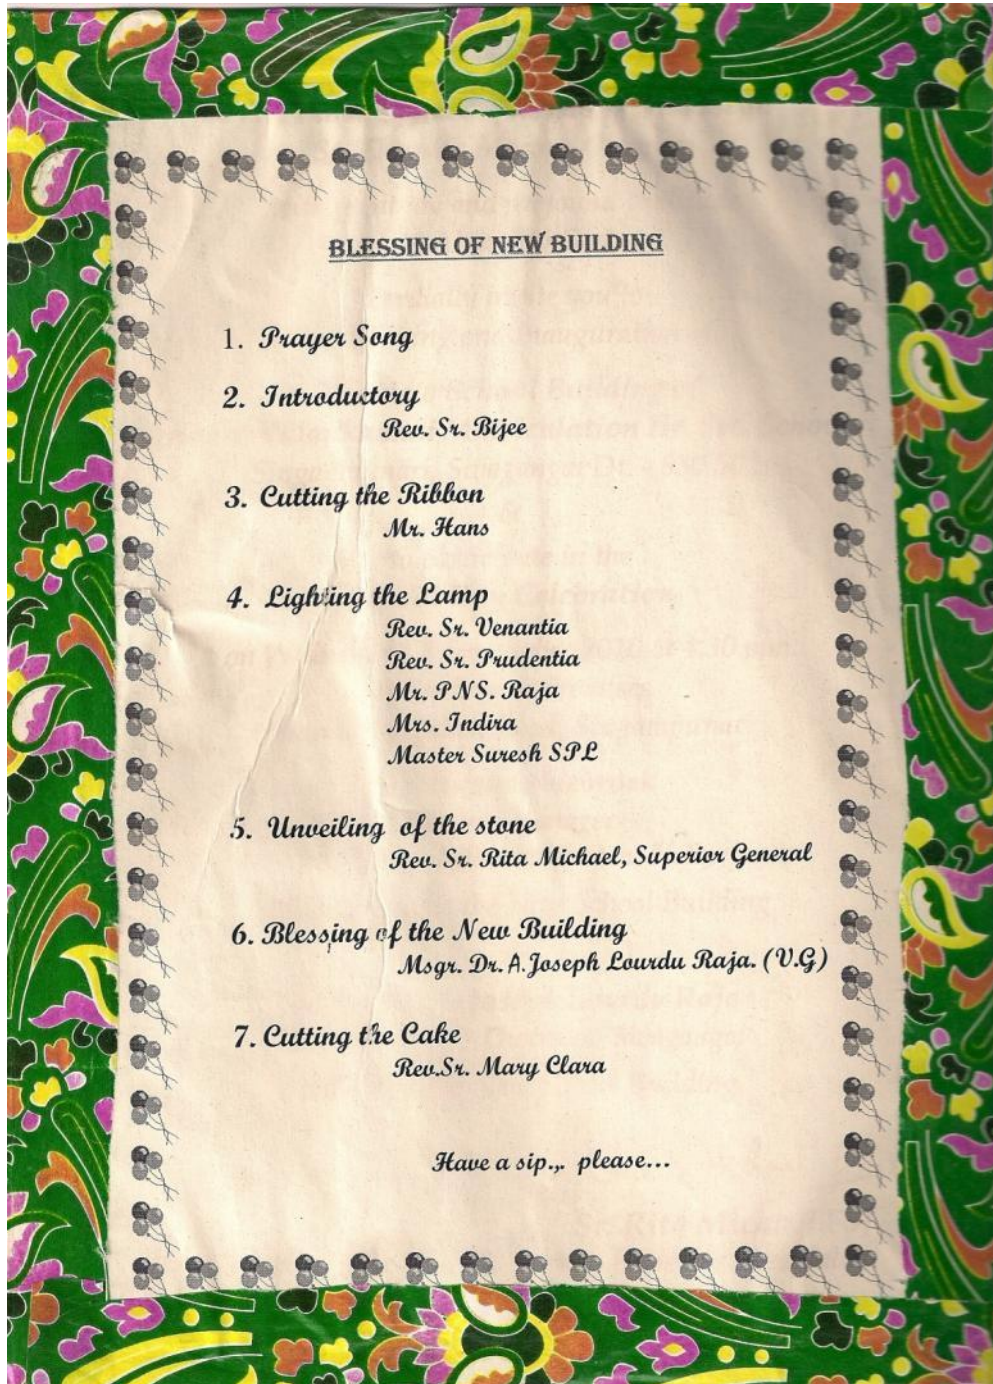 BLESSING OF NEW BUILDING
1. Prayer Song
2. Introductory
Rev. Sr. Bijee
3. Cutting the Ribbon
Mr. Hans
4. Lighting the Lamp
Rev. Sr. Venantia
Rev. Sr. Prudentia
Mr. PNS. Raja
Mrs. Indira
Master Suresh SPL
5. Unveiling of the stone
Rev. Sr. Rita Michael, Superior General
6. Blessing of the New Building
Msgr. Dr. A.Joseph Lourdu Raja. (V.G)
7. Cutting the Cake
Rev.Sr. Mary Clara
Have a sip.,. please...